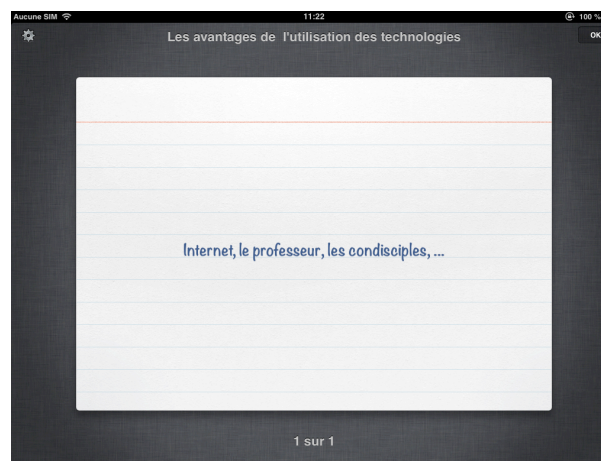 Aucune SIM 11:22 100 %
Les avantages de l'utilisation des technologies OK
Internet, le professeur, les condisciples, ...
1 sur 1